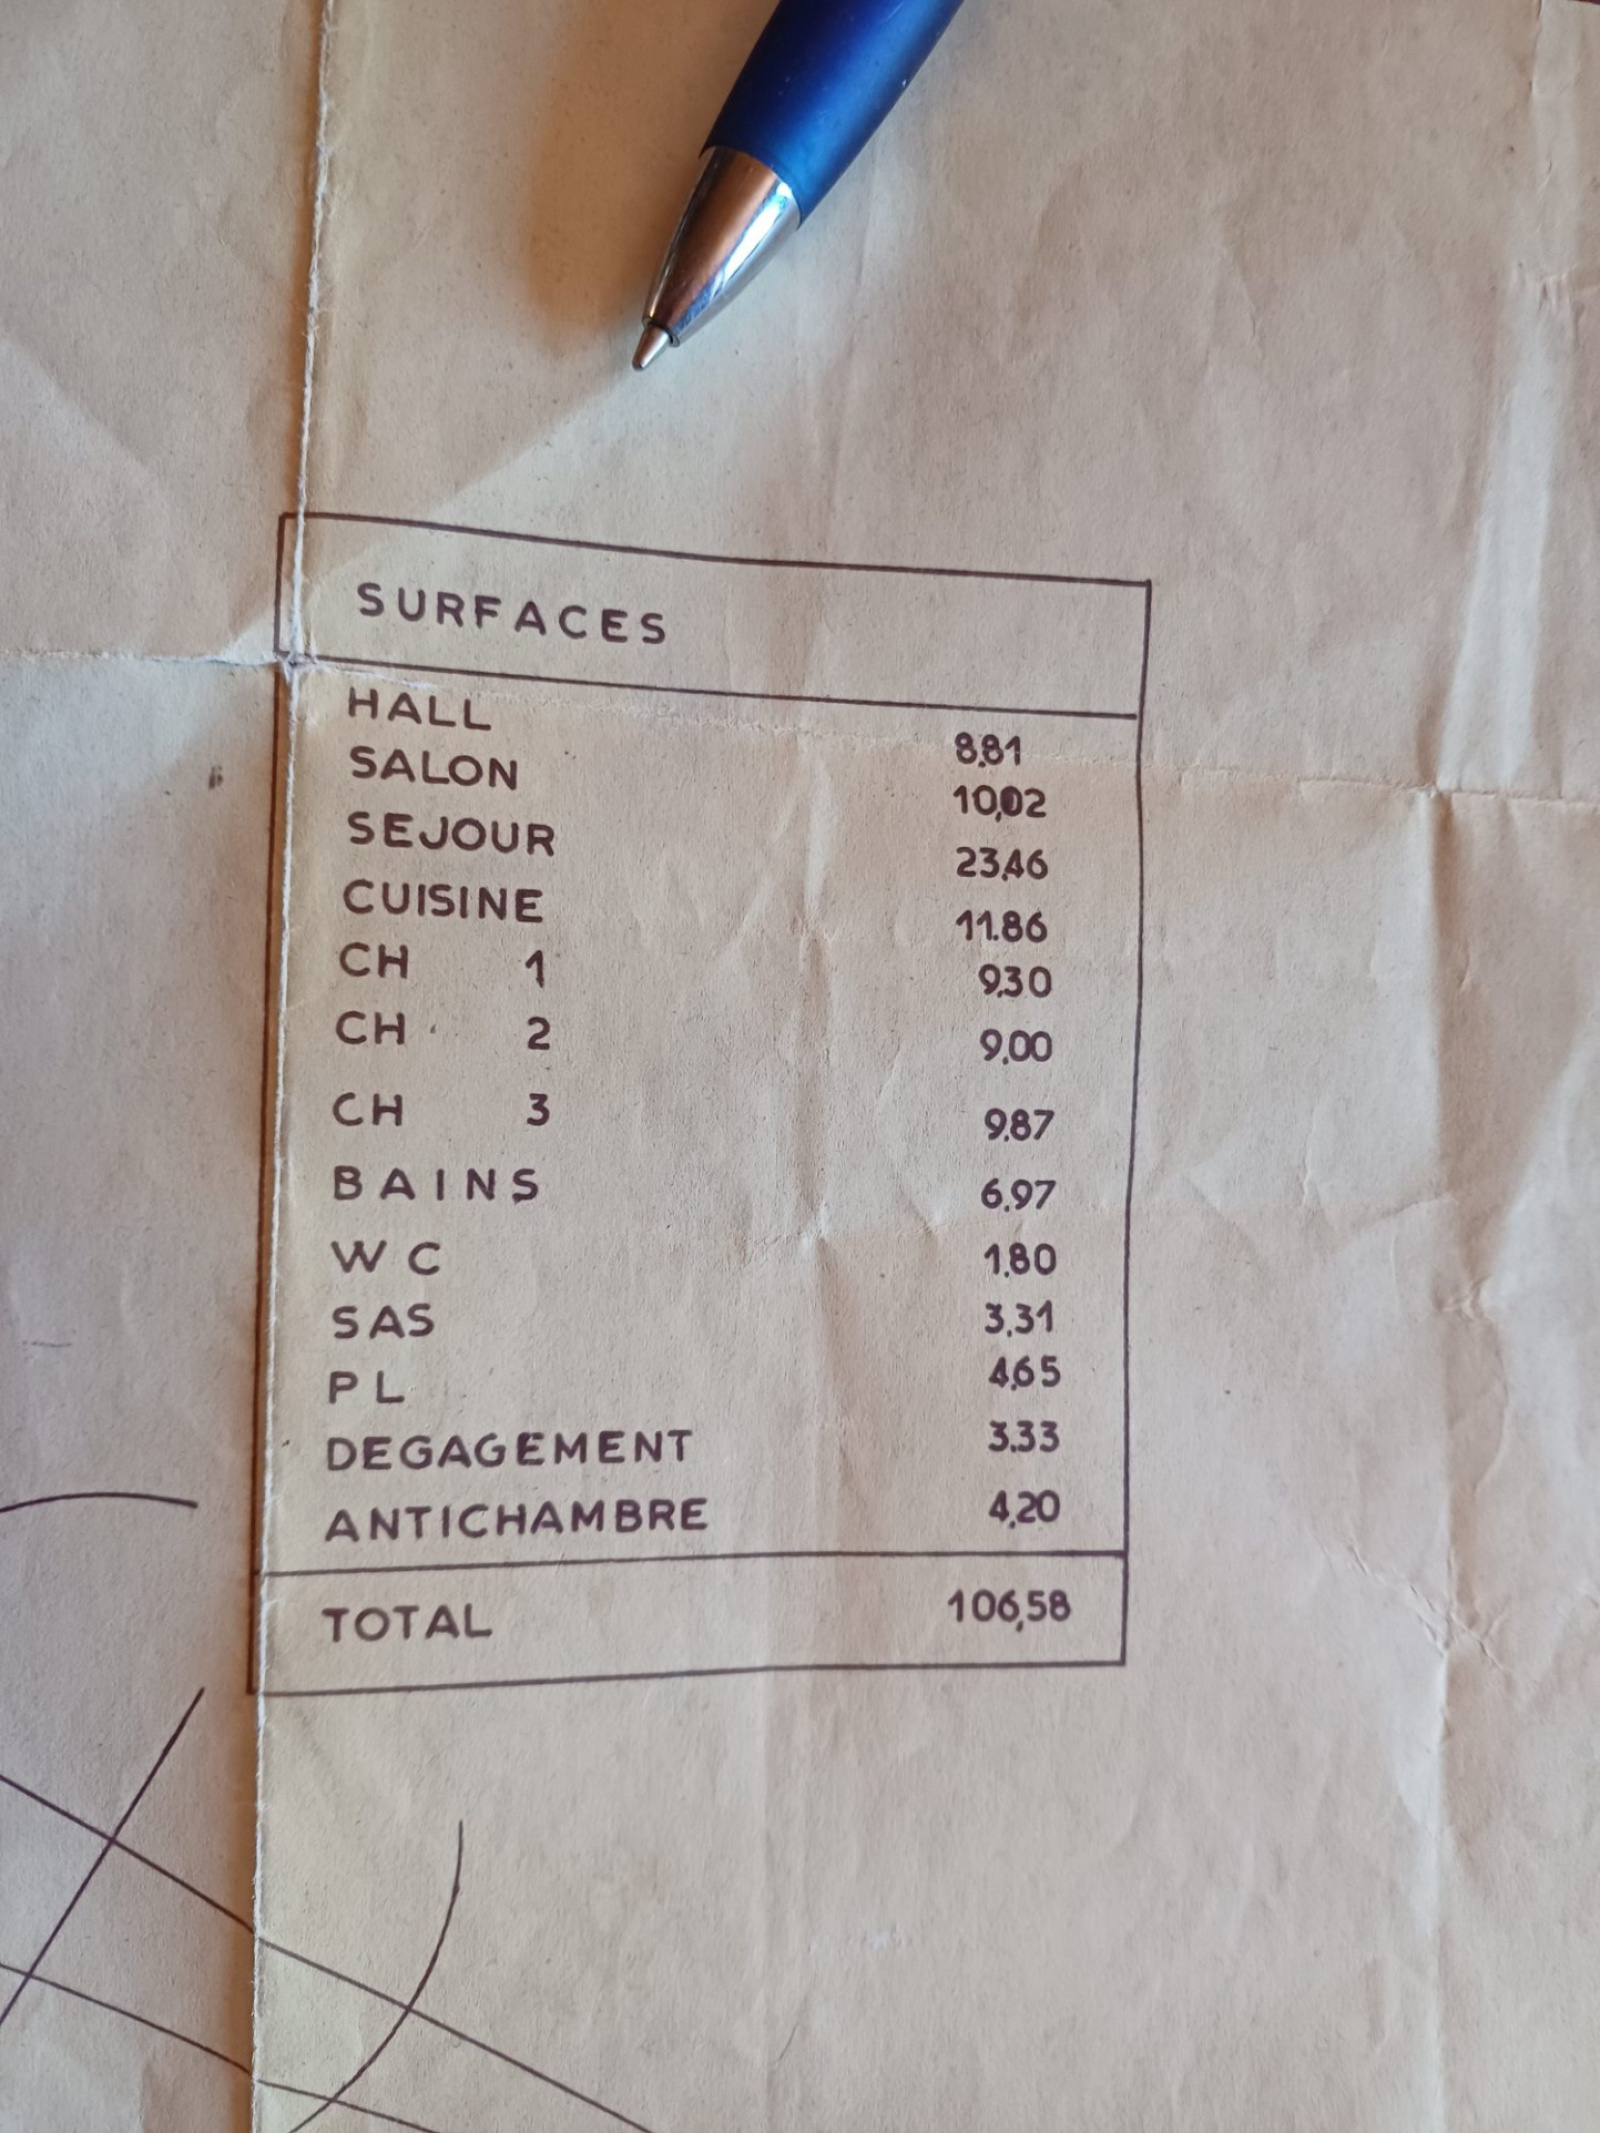 SURFACES
HALL 8,81
SALON 10,02
SEJOUR 23,46
CUISINE 11.86
CH 1 9,30
CH 2 9,00
CH 3 9,87
BAINS 6,97
WC 1,80
SAS 3,31
PL 4,65
DEGAGEMENT 3.33
ANTICHAMBRE 4,20
TOTAL 106,58